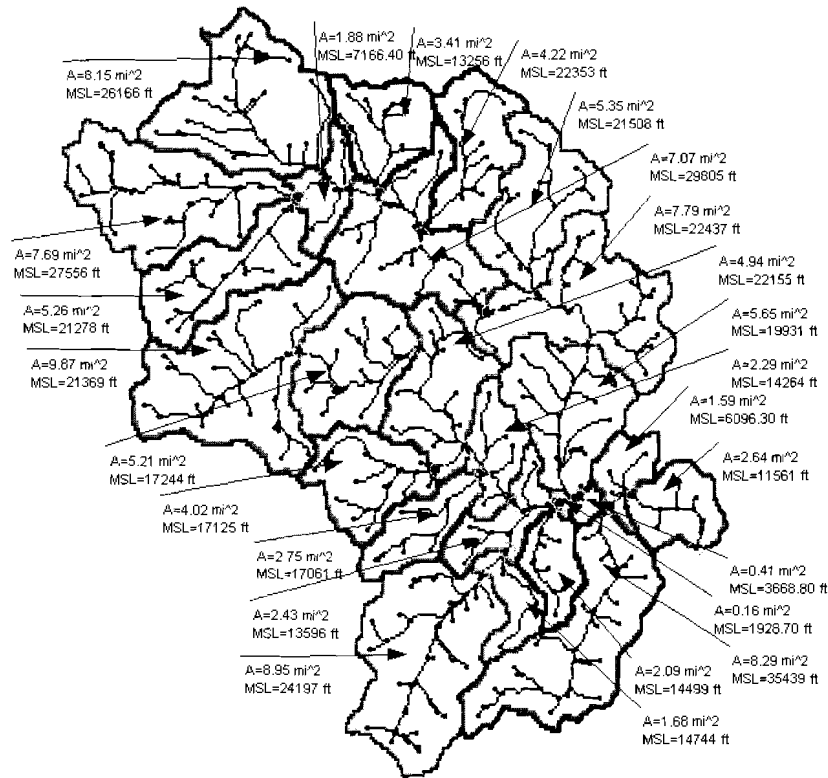 A=1.88 mi^2
MSL=7166.40 ft
A=3.41 mi^2
MSL=13256 ft
A=4.22 mi^2
MSL=22353 ft
A=8.15 mi^2
MSL=26166 ft
A=5.35 mi^2
MSL=21508 ft
A=7.07 mi^2
MSL=29805 ft
A=7.79 mi^2
MSL=22437 ft
A=7.69 mi^2
MSL=27556 ft
A=4.94 mi^2
MSL=22155 ft
A=5.26 mi^2
MSL=21278 ft
A=5.65 mi^2
MSL=19931 ft
A=9.87 mi^2
MSL=21369 ft
A=2.29 mi^2
MSL=14264 ft
A=1.59 mi^2
MSL=6096.30 ft
A=5.21 mi^2
MSL=17244 ft
A=2.64 mi^2
MSL=11561 ft
A=4.02 mi^2
MSL=17125 ft
A=2.75 mi^2
MSL=17061 ft
A=0.41 mi^2
MSL=3668.80 ft
A=0.16 mi^2
MSL=1928.70 ft
A=2.43 mi^2
MSL=13596 ft
A=8.95 mi^2
MSL=24197 ft
A=2.09 mi^2
MSL=14499 ft
A=8.29 mi^2
MSL=35439 ft
A=1.68 mi^2
MSL=14744 ft